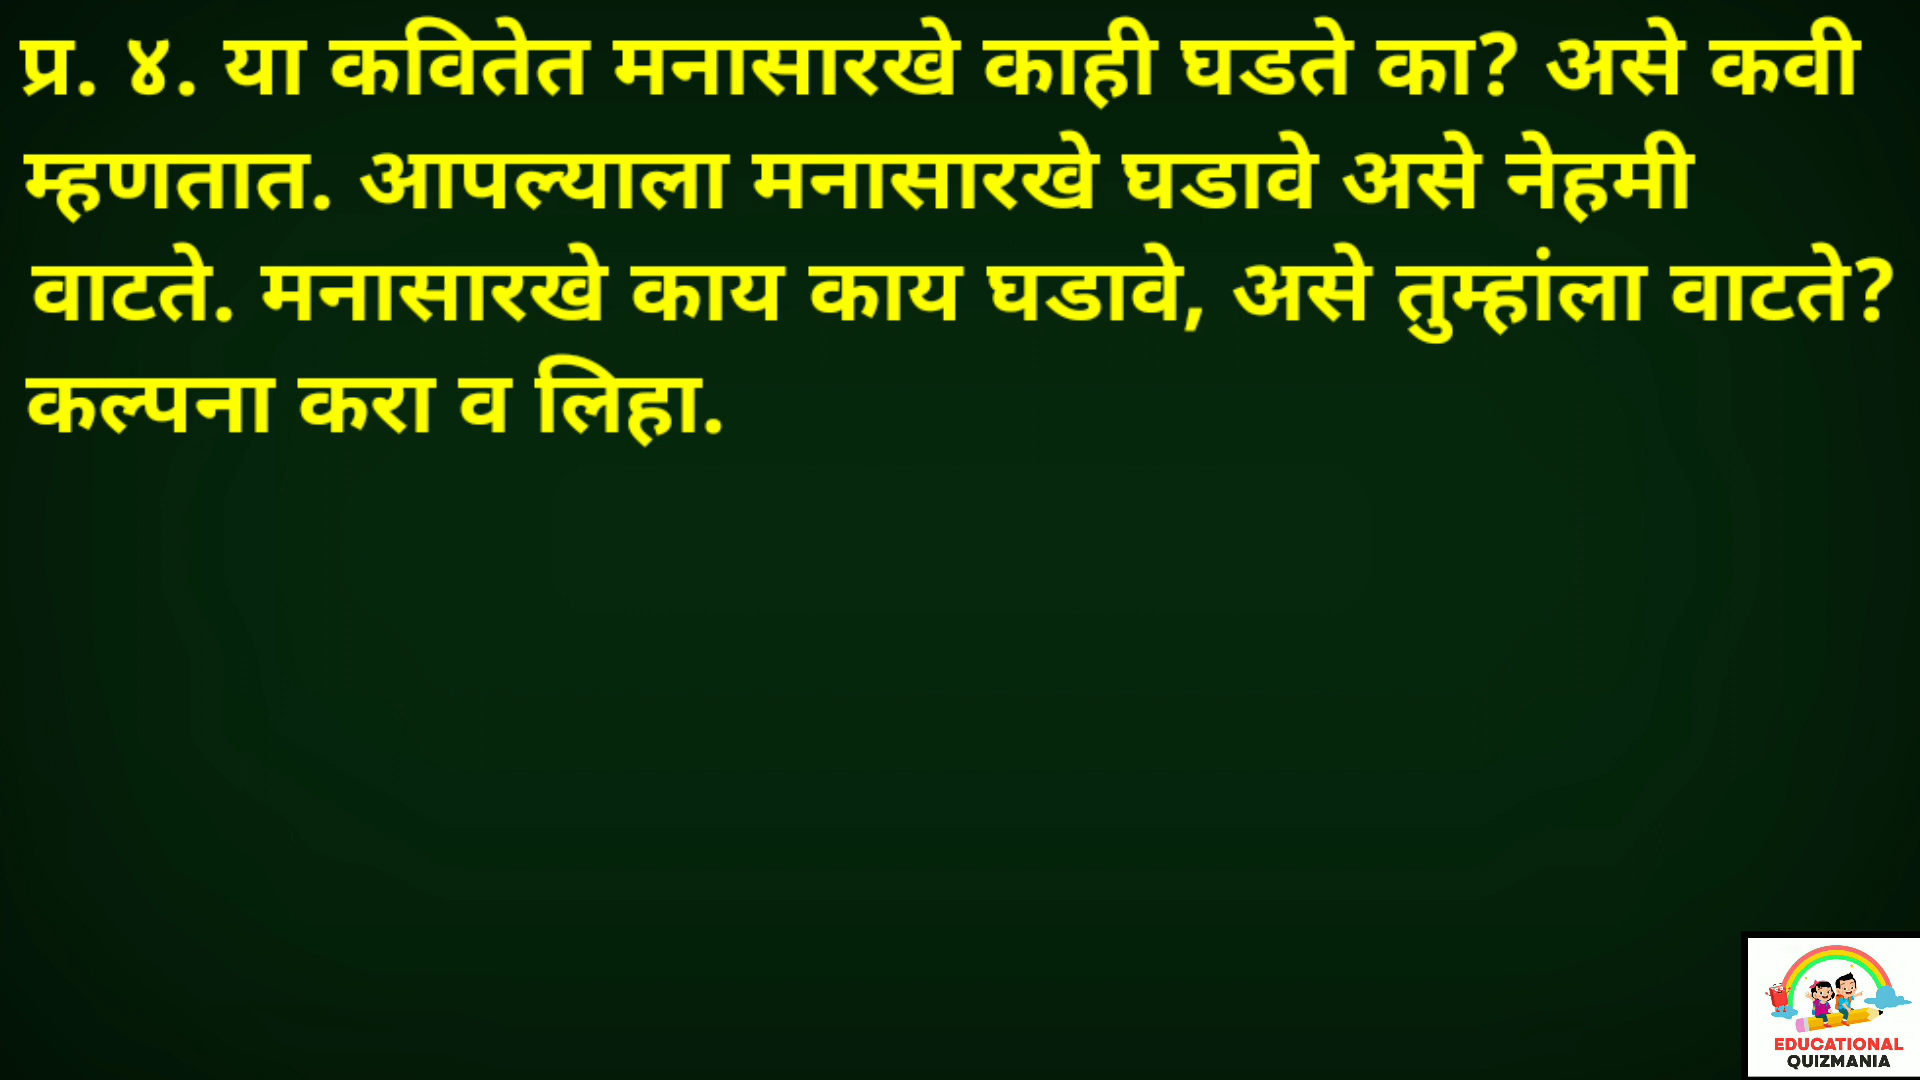 प्र. ४. या कवितेत मनासारखे काही घडते का? असे कवी
म्हणतात. आपल्याला मनासारखे घडावे असे नेहमी
वाटते. मनासारखे काय काय घडावे, असे तुम्हांला वाटते?
कल्पना करा व लिहा.
EDUCATIONAL
QUIZMANIA